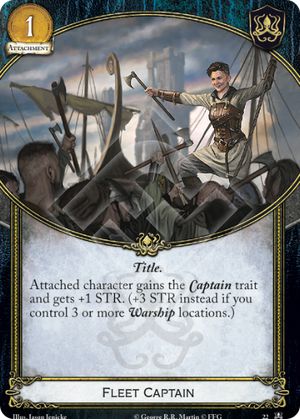 1
ATTACHMENT
Title.
Attached character gains the Captain trait
and gets +1 STR. (+3 STR instead if you
control 3 or more Warship locations.)
FLEET CAPTAIN
Illus. Jason Jenicke
© George R.R. Martin © FFG
22